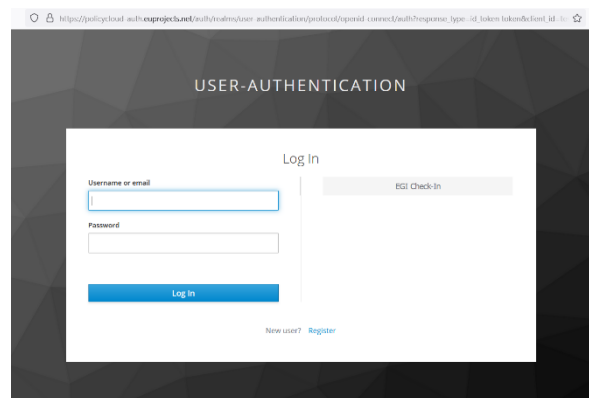 https://policycloud-auth.euprojects.net/auth/realms/user-authentication/protocol/openid-connect/auth?response_type=id_token token&client_id=
USER-AUTHENTICATION
Log In
Username or email
EGI Check-In
Password
Log In
New user? Register